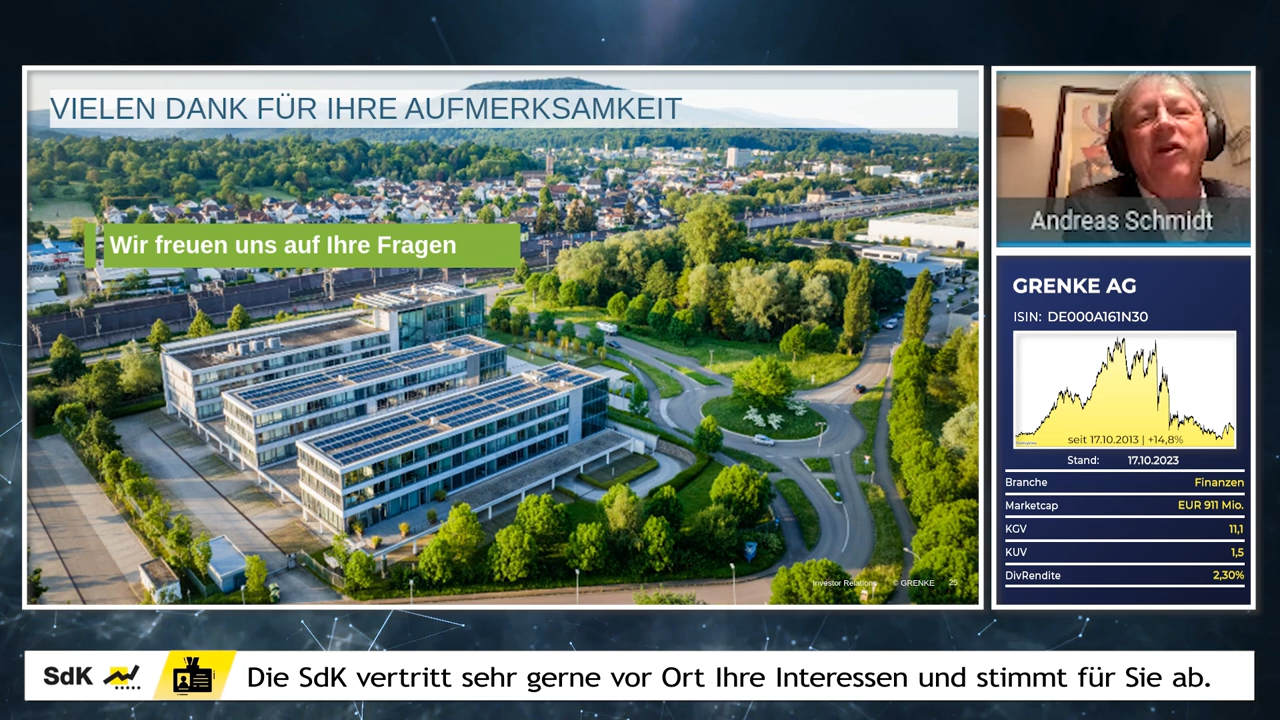 VIELEN DANK FÜR IHRE AUFMERKSAMKEIT
Wir freuen uns auf Ihre Fragen
Investor Relations © GRENKE 25
Andreas Schmidt
GRENKE AG
ISIN: DE000A161N30
seit 17.10.2013 | +14,8%
Stand: 17.10.2023
Branche Finanzen
Marketcap EUR 911 Mio.
KGV 11,1
KUV 1,5
DivRendite 2,30%
SdK Die SdK vertritt sehr gerne vor Ort Ihre Interessen und stimmt für Sie ab.